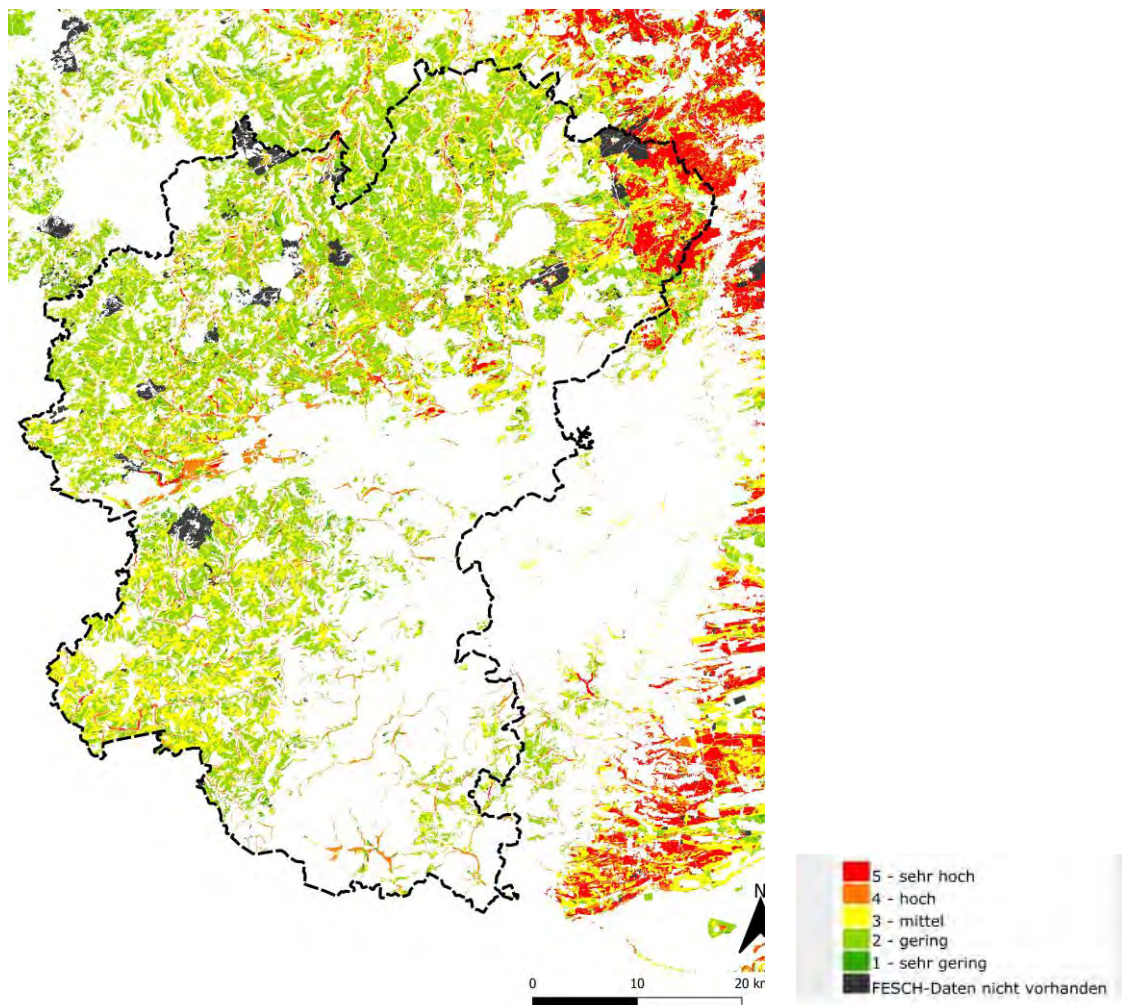 N
0 10 20 km
5 - sehr hoch
4 - hoch
3 - mittel
2 - gering
1 - sehr gering
FESCH-Daten nicht vorhanden